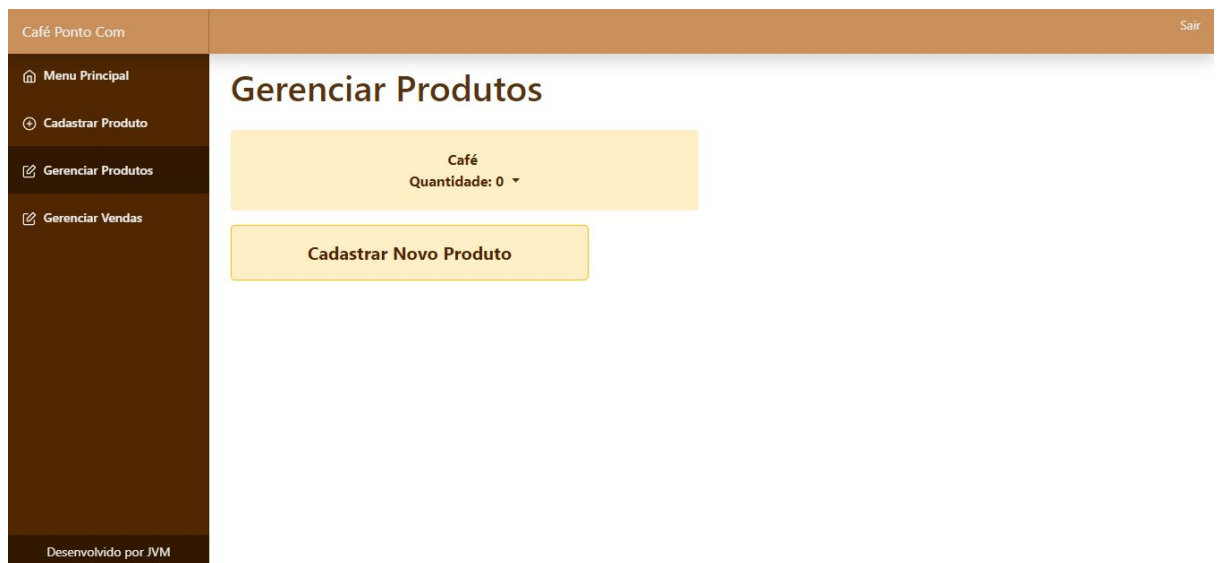 Café Ponto Com
Sair
Menu Principal
Cadastrar Produto
Gerenciar Produtos
Gerenciar Vendas
Desenvolvido por JVM
Gerenciar Produtos
Café
Quantidade: 0
Cadastrar Novo Produto